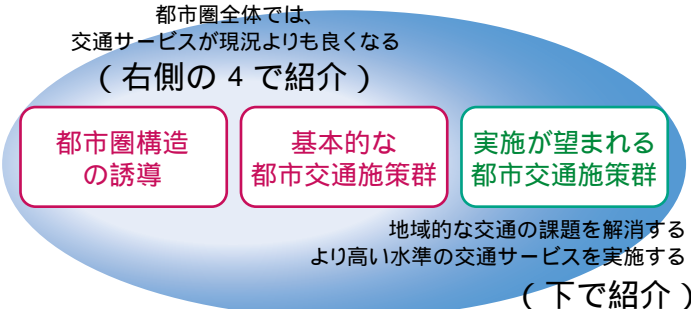 都市圏全体では、
交通サービスが現況よりも良くなる
（右側の４で紹介）
都市圏構造
の誘導
基本的な
都市交通施策群
実施が望まれる
都市交通施策群
地域的な交通の課題を解消する
より高い水準の交通サービスを実施する
（下で紹介）